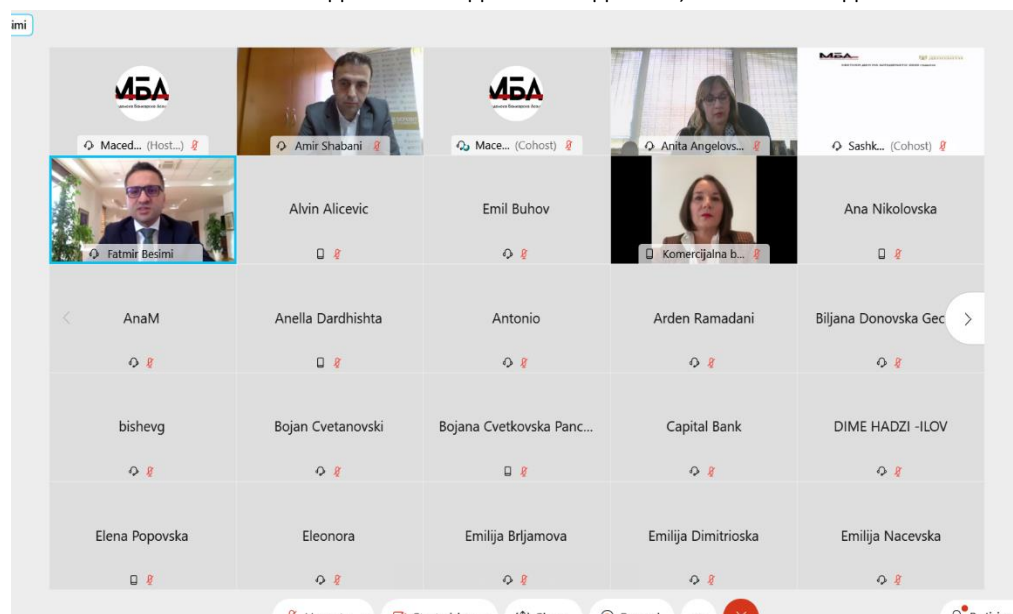 imi
МБА
Maced... (Host...)
Amir Shabani
МБА
Mace... (Cohost)
Anita Angelovs...
МБА
Sashk... (Cohost)
Fatmir Besimi
Alvin Alicevic
Emil Buhov
Komercijalna b...
Ana Nikolovska
AnaM
Anella Dardhishta
Antonio
Arden Ramadani
Biljana Donovska Gec
bishevg
Bojan Cvetanovski
Bojana Cvetkovska Panc...
Capital Bank
DIME HADZI -ILOV
Elena Popovska
Eleonora
Emilija Brljamova
Emilija Dimitrioska
Emilija Nacevska